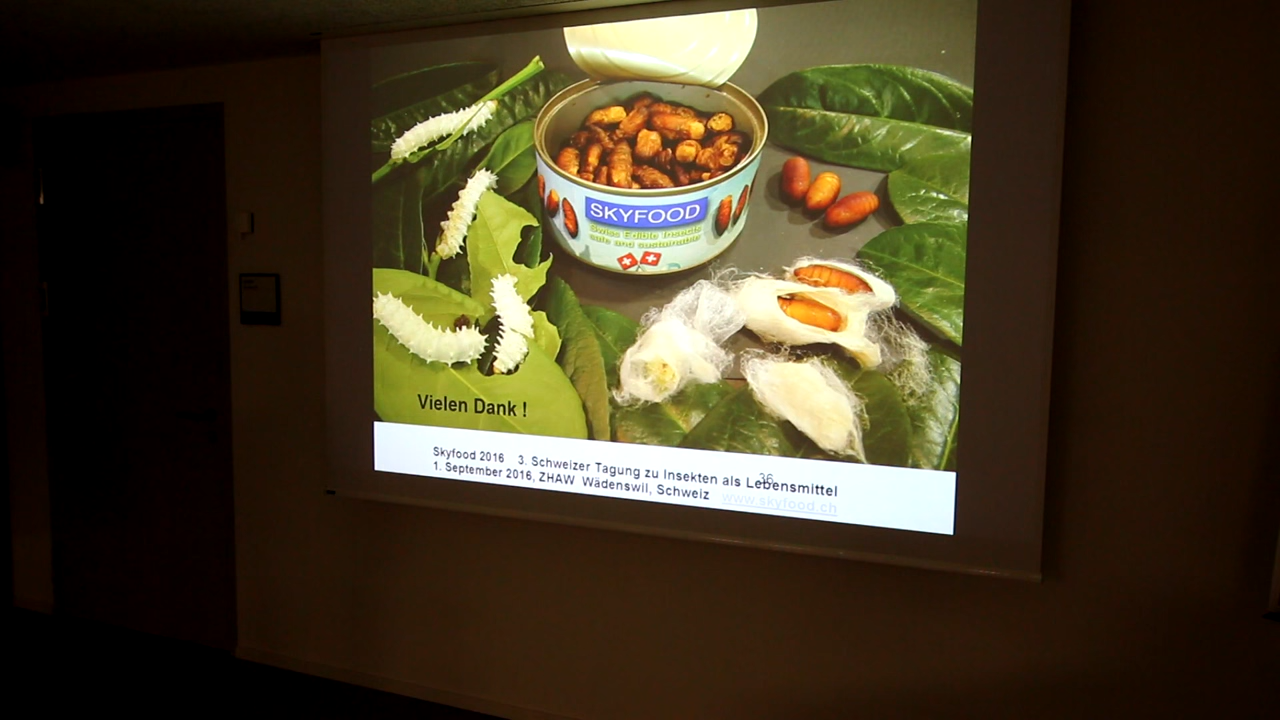 SKYFOOD
Swiss Edible Insects
safe and sustainable
Vielen Dank !
Skyfood 2016 3. Schweizer Tagung zu Insekten als Lebensmittel
36
1. September 2016, ZHAW Wädenswil, Schweiz www.skyfood.ch